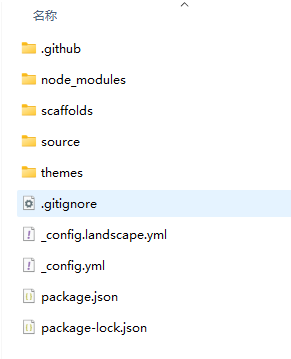 名称
.github
node_modules
scaffolds
source
themes
.gitignore
_config.landscape.yml
_config.yml
package.json
package-lock.json